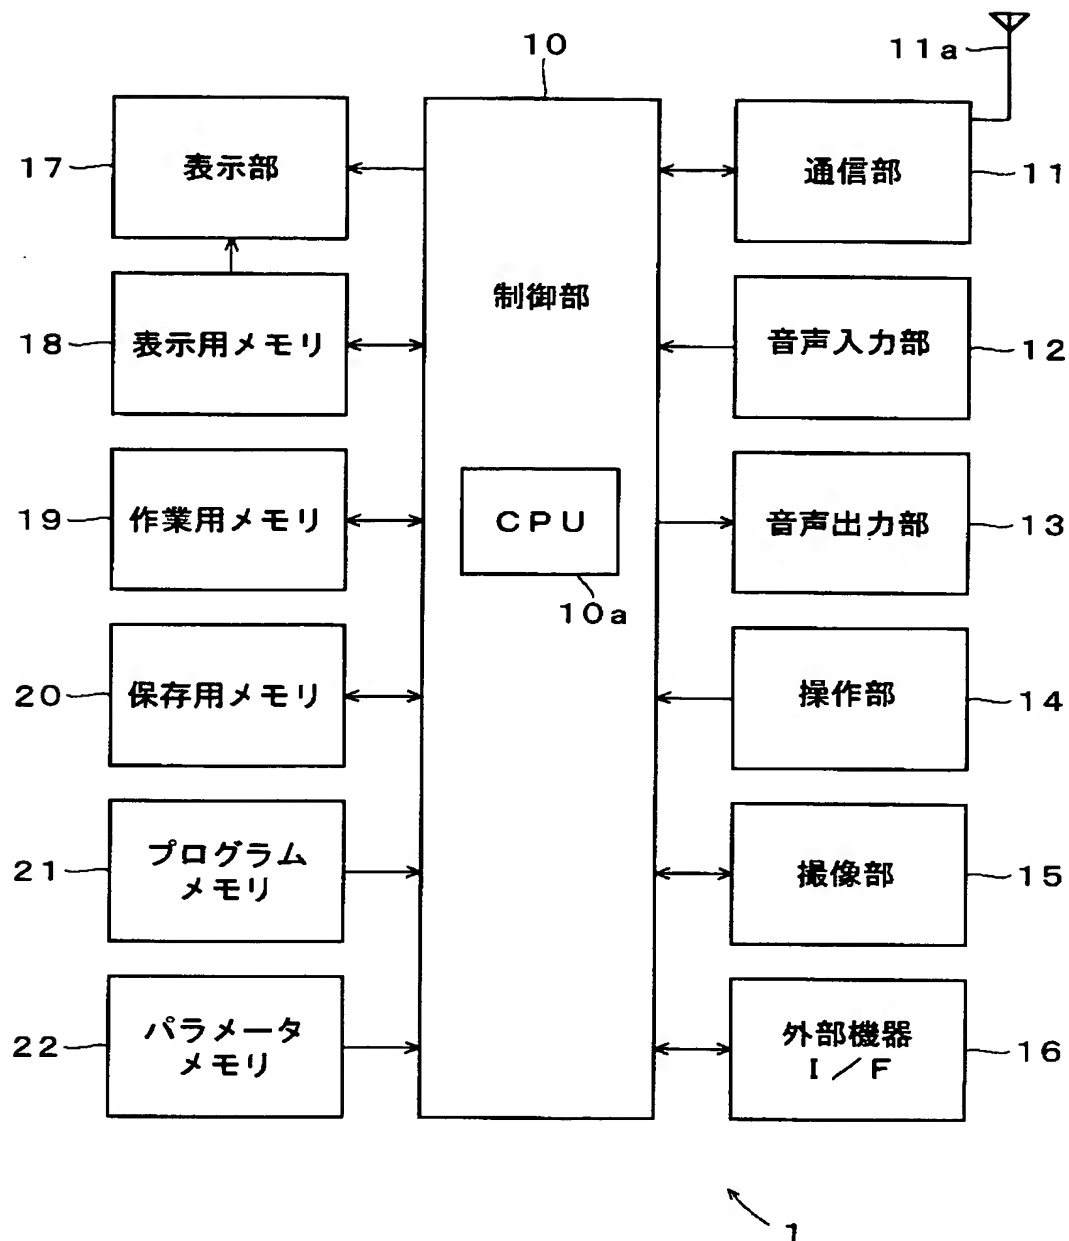 10
11a
17
表示部
通信部
11
制御部
18
表示用メモリ
音声入力部
12
19
作業用メモリ
CPU
音声出力部
13
10a
20
保存用メモリ
操作部
14
21
プログラム
メモリ
撮像部
15
22
パラメータ
メモリ
外部機器
I/F
16
1